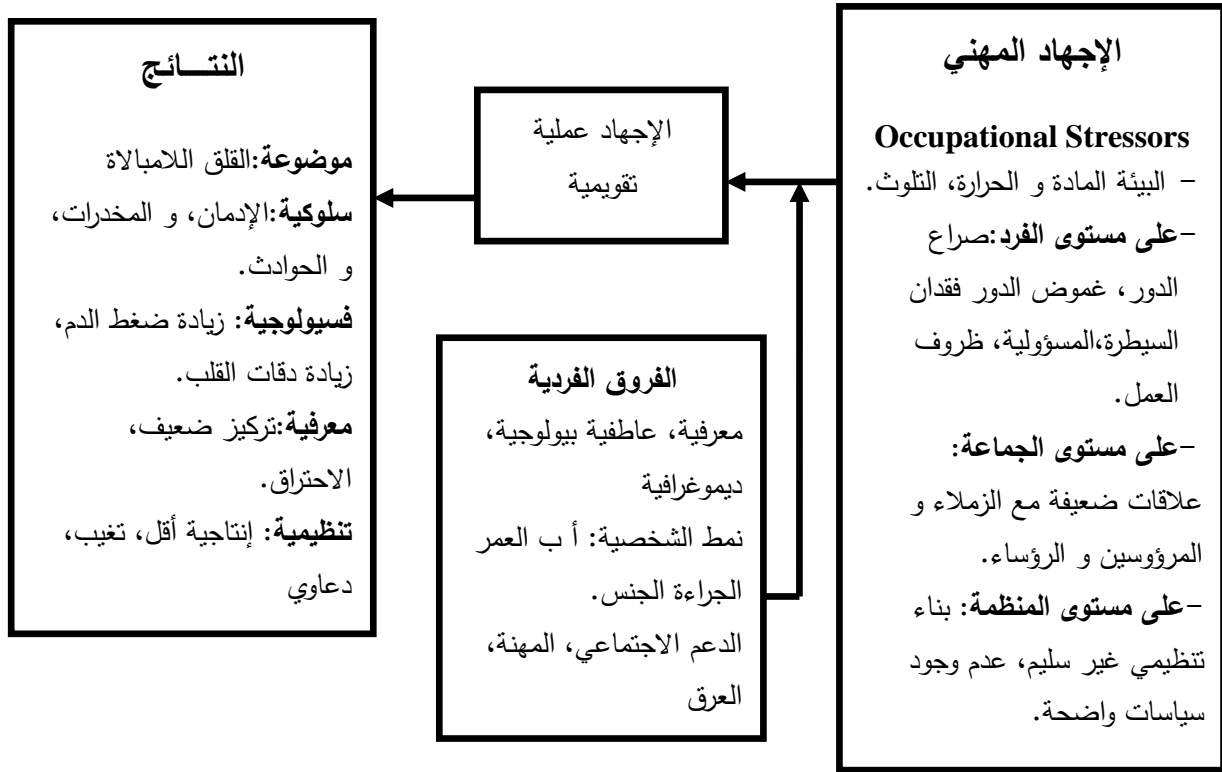 الإجهاد المهني
Occupational Stressors
- البيئة المادة و الحرارة، التلوث.
-على مستوى الفرد:صراع
الدور، غموض الدور فقدان
السيطرة،المسؤولية، ظروف
العمل.
-على مستوى الجماعة:
علاقات ضعيفة مع الزملاء و
المرؤوسين و الرؤساء.
-على مستوى المنظمة: بناء
تنظيمي غير سليم، عدم وجود
سياسات واضحة.
الإجهاد عملية
تقويمية
الفروق الفردية
معرفية، عاطفية بيولوجية،
ديموغرافية
نمط الشخصية: أ ب العمر
الجراءة الجنس.
الدعم الاجتماعي، المهنة،
العرق
النتـــائج
موضوعة:القلق اللامبالاة
سلوكية:الإدمان، و المخدرات،
و الحوادث.
فسيولوجية: زيادة ضغط الدم،
زيادة دقات القلب.
معرفية:تركيز ضعيف،
الاحتراق.
تنظيمية: إنتاجية أقل، تغيب،
دعاوي